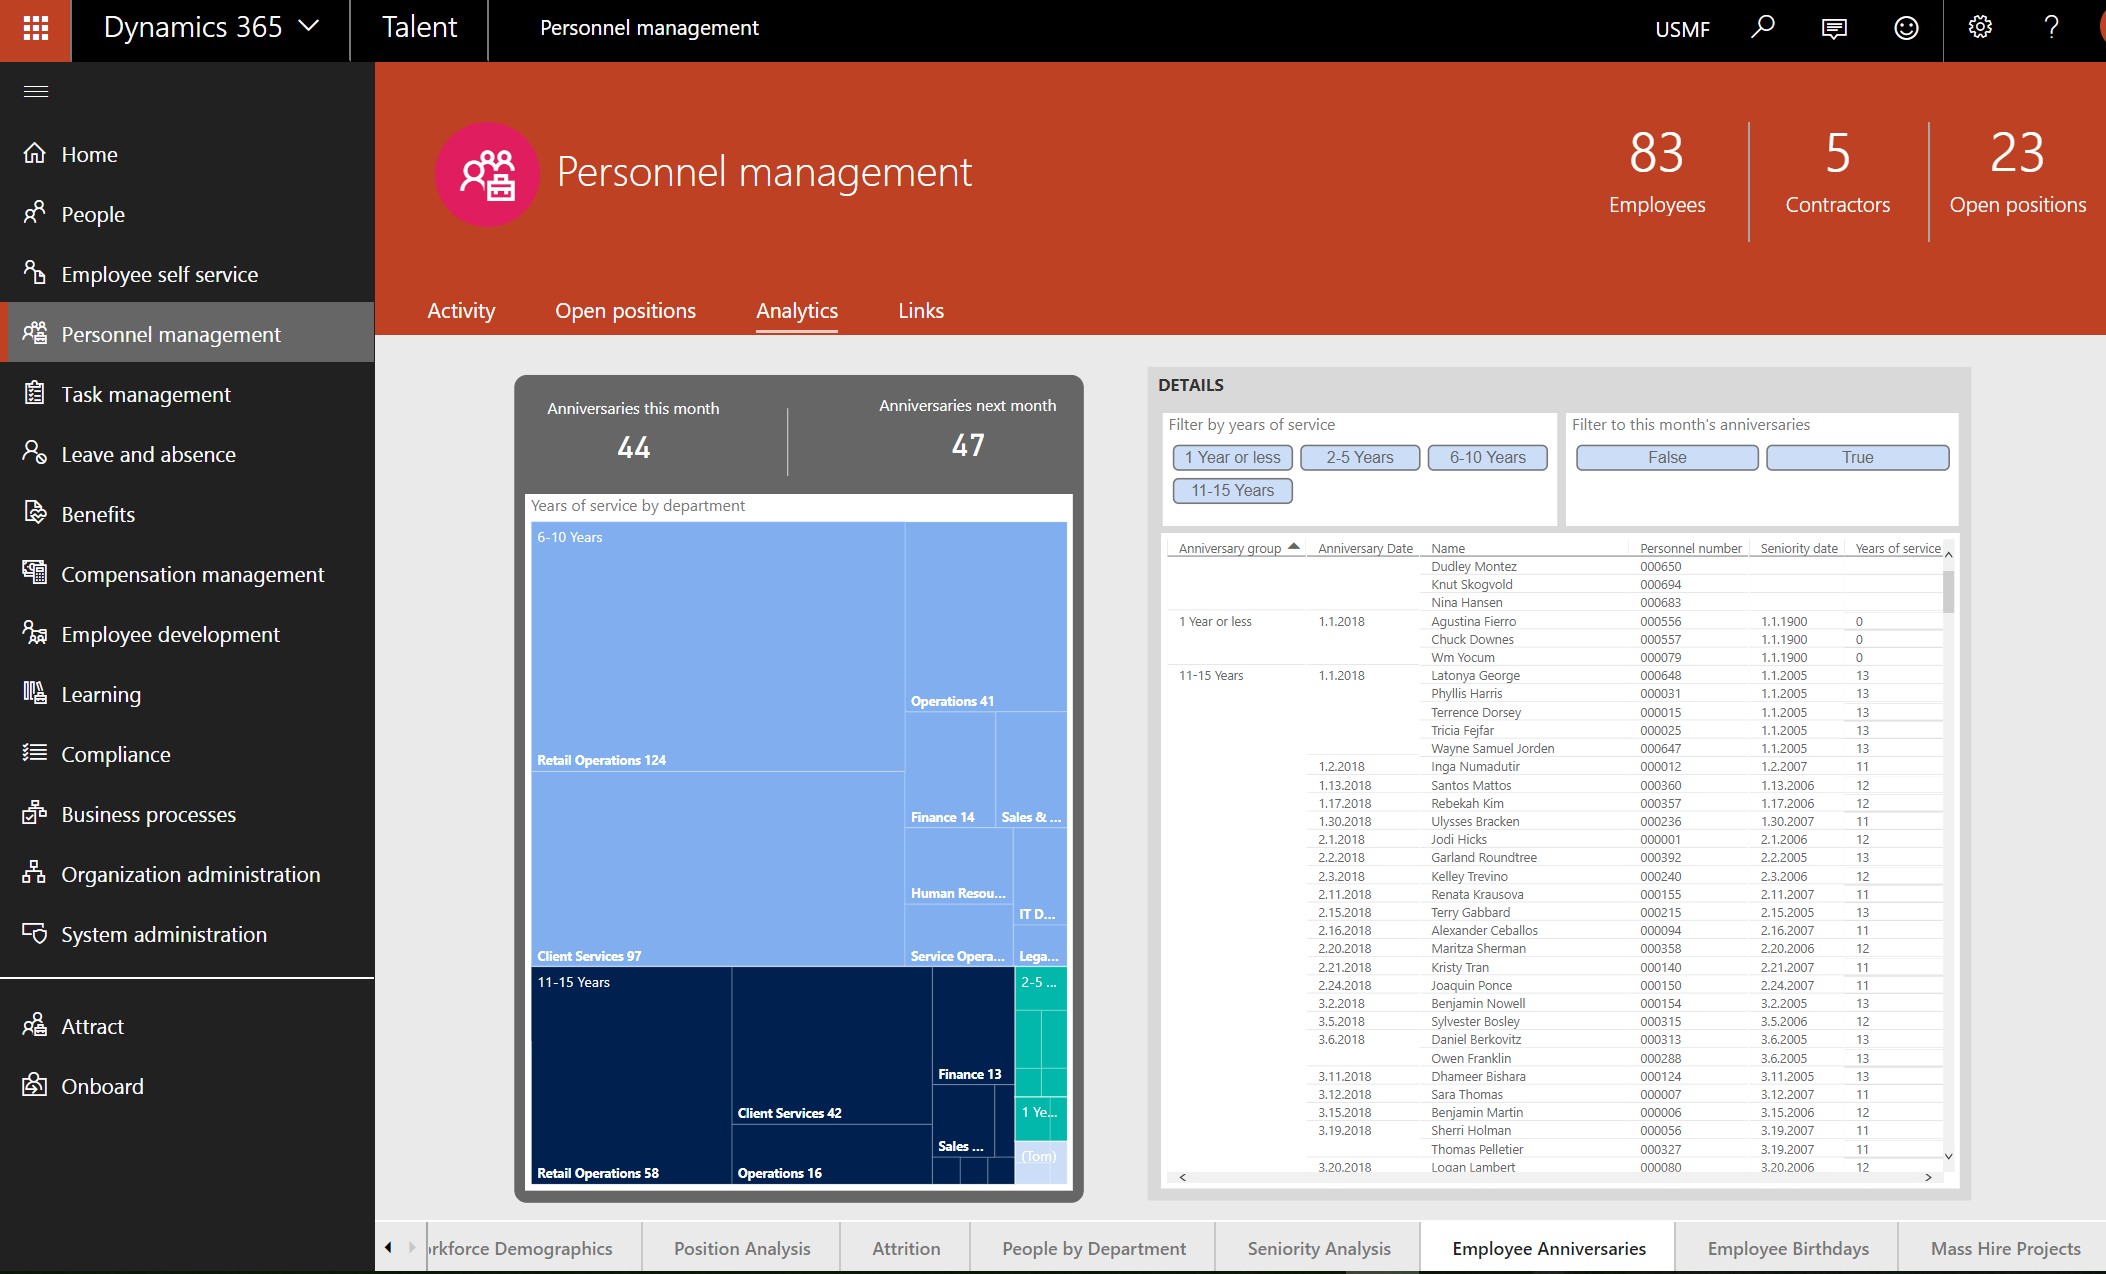 Dynamics 365
Talent
Personnel management
USMF
?
Home
People
Employee self service
Personnel management
Task management
Leave and absence
Benefits
Compensation management
Employee development
Learning
Compliance
Business processes
Organization administration
System administration
Attract
Onboard
Personnel management
83 Employees
5 Contractors
23 Open positions
Activity Open positions Analytics Links
Anniversaries this month
44
Anniversaries next month
47
Years of service by department
6-10 Years
Operations 41
Retail Operations 124
Finance 14
Sales & ...
Human Resou...
IT D...
Client Services 97
Service Opera...
Lega...
11-15 Years
2-5 ...
Finance 13
Client Services 42
1 Ye...
Sales ...
(Tom)
Retail Operations 58
Operations 16
DETAILS
Filter by years of service
1 Year or less 2-5 Years 6-10 Years
11-15 Years
Filter to this month's anniversaries
False True
Anniversary group Anniversary Date Name Personnel number Seniority date Years of service
Dudley Montez 000650
Knut Skogvold 000694
Nina Hansen 000683
1 Year or less 1.1.2018 Agustina Fierro 000556 1.1.1900 0
Chuck Downes 000557 1.1.1900 0
Wm Yocum 000079 1.1.1900 0
11-15 Years 1.1.2018 Latonya George 000648 1.1.2005 13
Phyllis Harris 000031 1.1.2005 13
Terrence Dorsey 000015 1.1.2005 13
Tricia Fejfar 000025 1.1.2005 13
Wayne Samuel Jorden 000647 1.1.2005 13
1.2.2018 Inga Numadutir 000012 1.2.2007 11
1.13.2018 Santos Mattos 000360 1.13.2006 12
1.17.2018 Rebekah Kim 000357 1.17.2006 12
1.30.2018 Ulysses Bracken 000236 1.30.2007 11
2.1.2018 Jodi Hicks 000001 2.1.2006 12
2.2.2018 Garland Roundtree 000392 2.2.2005 13
2.3.2018 Kelley Trevino 000240 2.3.2006 12
2.11.2018 Renata Krausova 000155 2.11.2007 11
2.15.2018 Terry Gabbard 000215 2.15.2005 13
2.16.2018 Alexander Ceballos 000094 2.16.2007 11
2.20.2018 Maritza Sherman 000358 2.20.2006 12
2.21.2018 Kristy Tran 000140 2.21.2007 11
2.24.2018 Joaquin Ponce 000150 2.24.2007 11
3.2.2018 Benjamin Nowell 000154 3.2.2005 13
3.5.2018 Sylvester Bosley 000315 3.5.2006 12
3.6.2018 Daniel Berkovitz 000313 3.6.2005 13
Owen Franklin 000288 3.6.2005 13
3.11.2018 Dhameer Bishara 000124 3.11.2005 13
3.12.2018 Sara Thomas 000007 3.12.2007 11
3.15.2018 Benjamin Martin 000006 3.15.2006 12
3.19.2018 Sherri Holman 000056 3.19.2007 11
Thomas Pelletier 000327 3.19.2007 11
3.20.2018 Logan Lambert 000080 3.20.2006 12
rkforce Demographics
Position Analysis
Attrition
People by Department
Seniority Analysis
Employee Anniversaries
Employee Birthdays
Mass Hire Projects